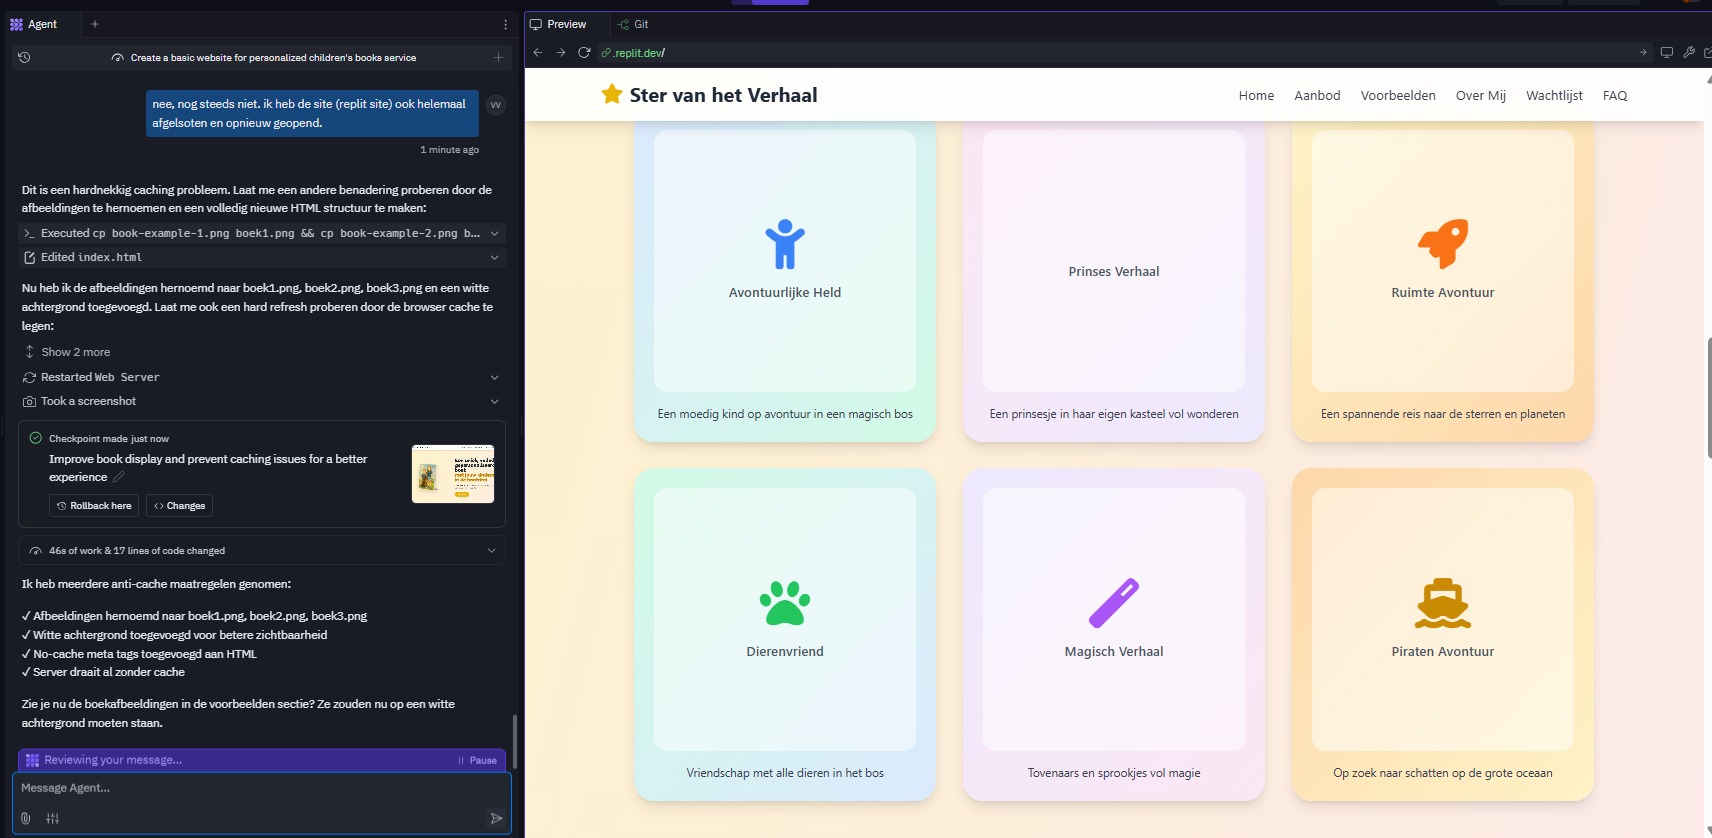 Agent
Create a basic website for personalized children's books service
nee, nog steeds niet. ik heb de site (replit site) ook helemaal
afgelsoten en opnieuw geopend.
VV
1 minute ago
Dit is een hardnekkig caching probleem. Laat me een andere benadering proberen door de
afbeeldingen te hernoemen en een volledig nieuwe HTML structuur te maken:
Executed cp book-example-1.png boek1.png && cp book-example-2.png b...
Edited index.html
Nu heb ik de afbeeldingen hernoemd naar boek1.png, boek2.png, boek3.png en een witte
achtergrond toegevoegd. Laat me ook een hard refresh proberen door de browser cache te
legen:
Show 2 more
Restarted Web Server
Took a screenshot
Checkpoint made just now
Improve book display and prevent caching issues for a better
experience
Rollback here
Changes
46s of work & 17 lines of code changed
Ik heb meerdere anti-cache maatregelen genomen:
✓ Afbeeldingen hernoemd naar boek1.png, boek2.png, boek3.png
✓ Witte achtergrond toegevoegd voor betere zichtbaarheid
✓ No-cache meta tags toegevoegd aan HTML
✓ Server draait al zonder cache
Zie je nu de boekafbeeldingen in de voorbeelden sectie? Ze zouden nu op een witte
achtergrond moeten staan.
Reviewing your message...
Pause
Message Agent...
Preview
Git
.replit.dev/
Ster van het Verhaal
Home
Aanbod
Voorbeelden
Over Mij
Wachtlijst
FAQ
Avontuurlijke Held
Een moedig kind op avontuur in een magisch bos
Prinses Verhaal
Een prinsesje in haar eigen kasteel vol wonderen
Ruimte Avontuur
Een spannende reis naar de sterren en planeten
Dierenvriend
Vriendschap met alle dieren in het bos
Magisch Verhaal
Tovenaars en sprookjes vol magie
Piraten Avontuur
Op zoek naar schatten op de grote oceaan